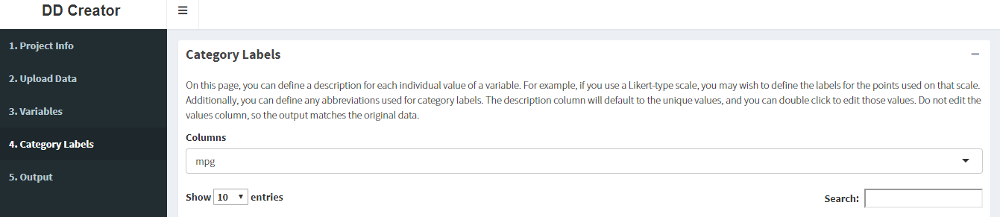 DD Creator
1. Project Info
2. Upload Data
3. Variables
4. Category Labels
5. Output
Category Labels
On this page, you can define a description for each individual value of a variable. For example, if you use a Likert-type scale, you may wish to define the labels for the points used on that scale.
Additionally, you can define any abbreviations used for category labels. The description column will default to the unique values, and you can double click to edit those values. Do not edit the
values column, so the output matches the original data.
Columns
mpg
Show 10 entries
Search: